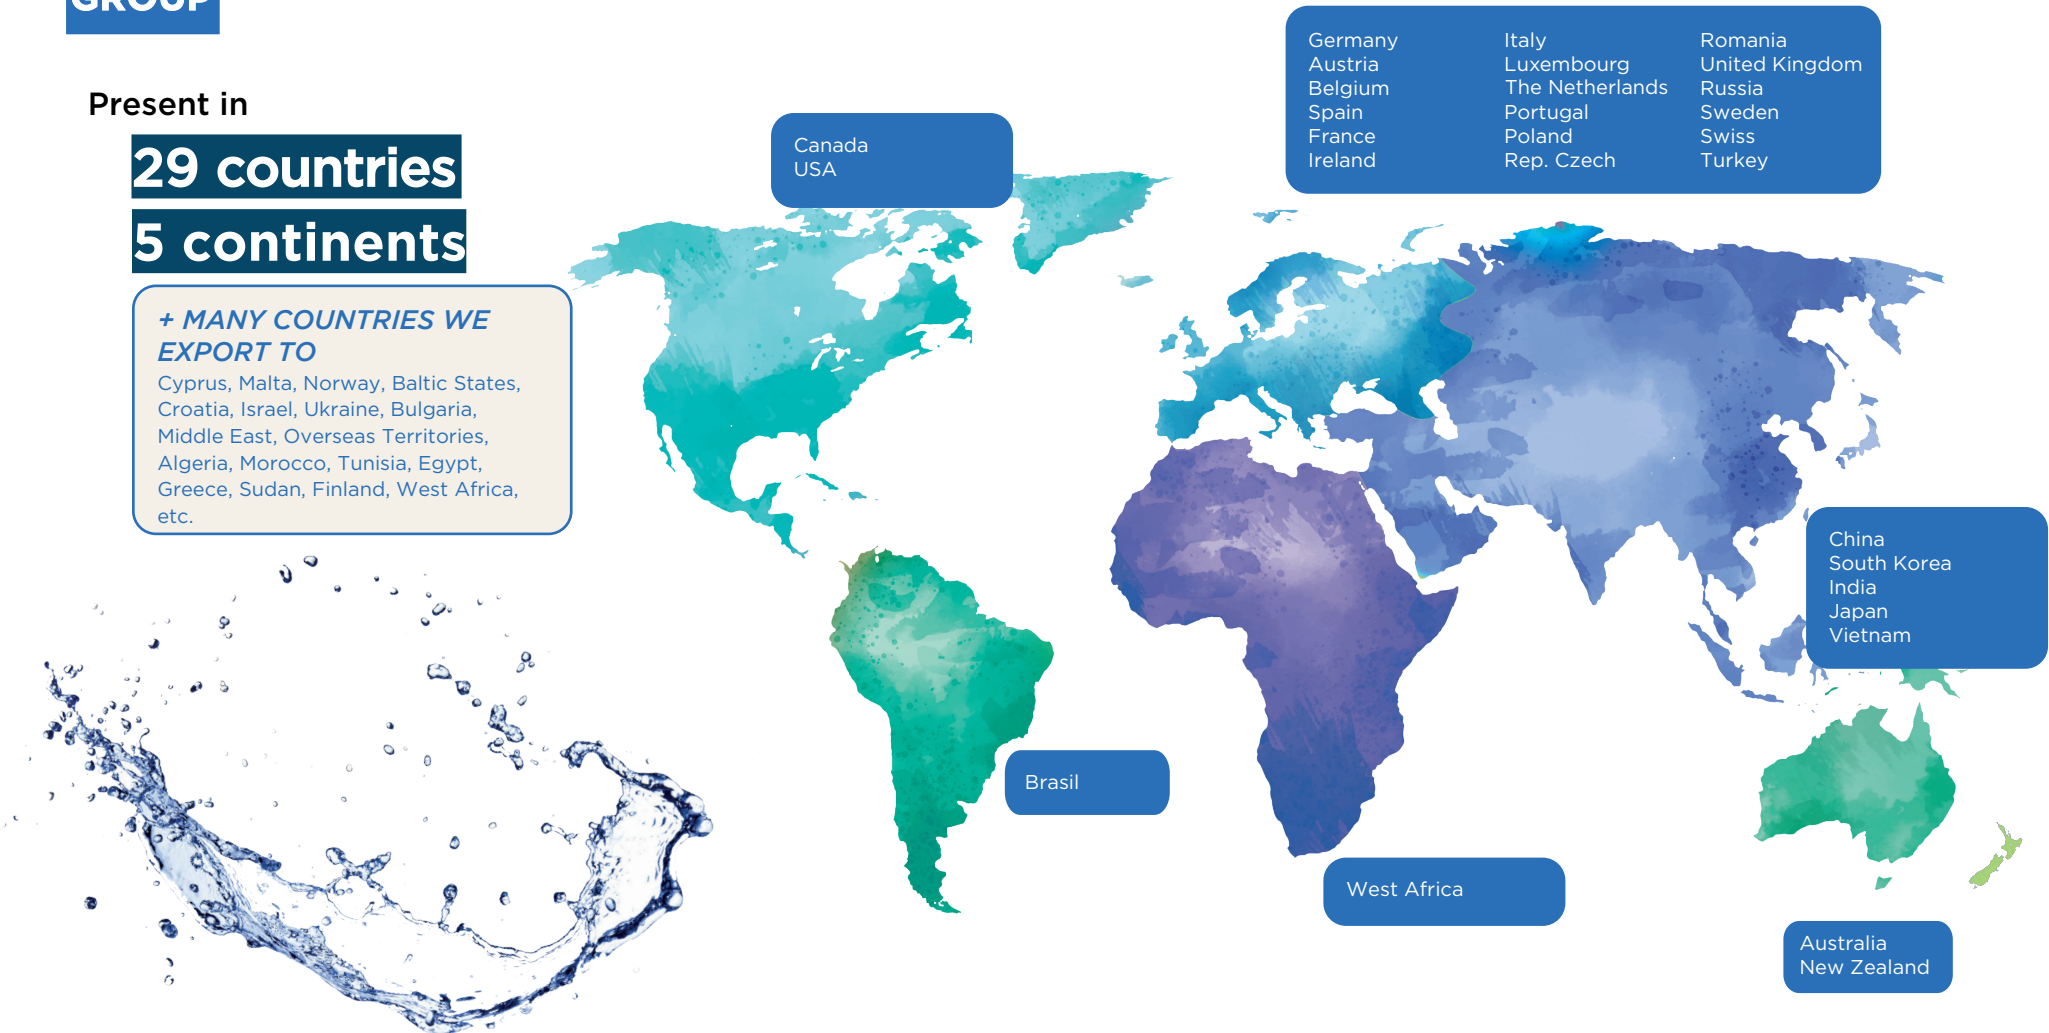 GROUP
Present in
29 countries
5 continents
+ MANY COUNTRIES WE
EXPORT TO
Cyprus, Malta, Norway, Baltic States,
Croatia, Israel, Ukraine, Bulgaria,
Middle East, Overseas Territories,
Algeria, Morocco, Tunisia, Egypt,
Greece, Sudan, Finland, West Africa,
etc.
Canada
USA
Germany
Austria
Belgium
Spain
France
Ireland
Italy
Luxembourg
The Netherlands
Portugal
Poland
Rep. Czech
Romania
United Kingdom
Russia
Sweden
Swiss
Turkey
China
South Korea
India
Japan
Vietnam
Brasil
West Africa
Australia
New Zealand